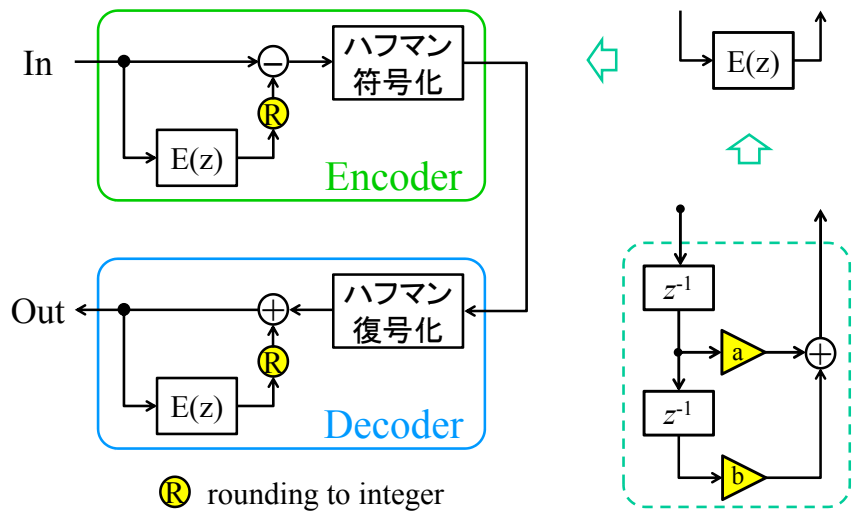 In
−
ハフマン
符号化
R
E(z)
Encoder
E(z)
Out
+
ハフマン
復号化
R
E(z)
Decoder
z⁻¹
a
+
z⁻¹
b
R rounding to integer